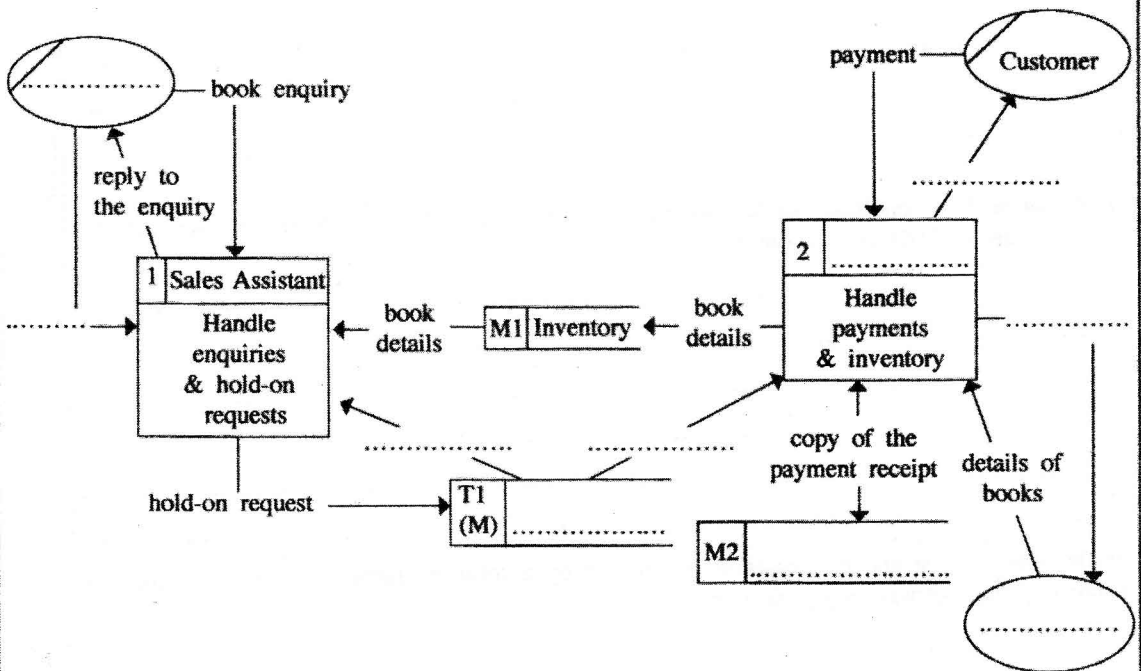 payment
Customer
..................
book enquiry
reply to
the enquiry
..................
1 Sales Assistant
2 ..................
..........
Handle
enquiries
& hold-on
requests
book
details
M1 Inventory
book
details
Handle
payments
& inventory
..................
..................
..................
copy of the
payment receipt
details of
books
hold-on request
T1
(M) ..................
M2 ..................
..................